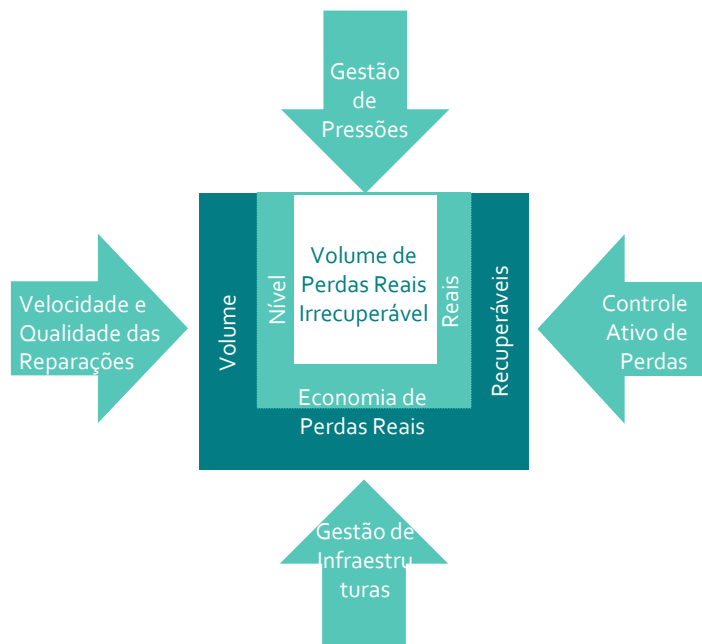 Gestão
de
Pressões
Velocidade e
Qualidade das
Reparações
Volume
Nível
Volume de
Perdas Reais
Irrecuperável
Reais
Recuperáveis
Economia de
Perdas Reais
Controle
Ativo de
Perdas
Gestão de
Infraestru
turas